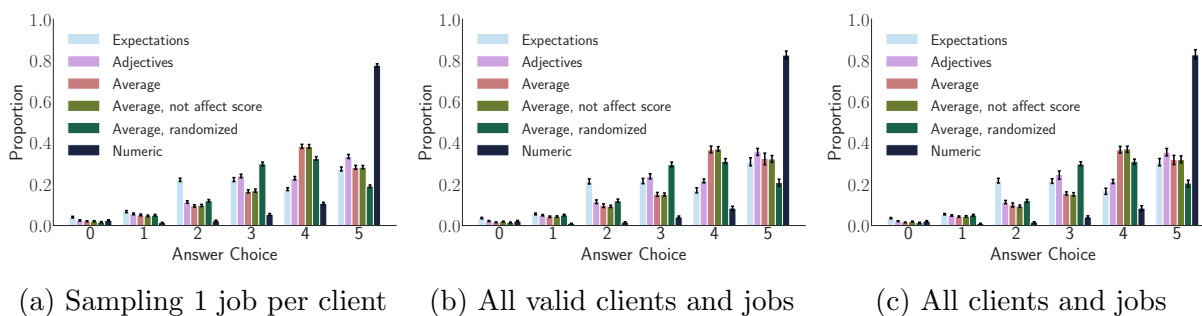 1.0
0.8
0.6
0.4
0.2
0.0
Proportion
Expectations
Adjectives
Average
Average, not affect score
Average, randomized
Numeric
0 1 2 3 4 5
Answer Choice
(a) Sampling 1 job per client
1.0
0.8
0.6
0.4
0.2
0.0
Proportion
Expectations
Adjectives
Average
Average, not affect score
Average, randomized
Numeric
0 1 2 3 4 5
Answer Choice
(b) All valid clients and jobs
1.0
0.8
0.6
0.4
0.2
0.0
Proportion
Expectations
Adjectives
Average
Average, not affect score
Average, randomized
Numeric
0 1 2 3 4 5
Answer Choice
(c) All clients and jobs